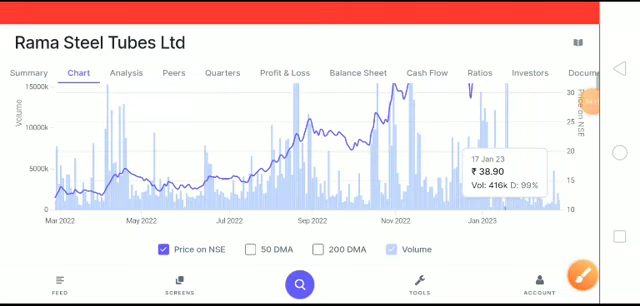 Rama Steel Tubes Ltd
Summary Chart Analysis Peers Quarters Profit & Loss Balance Sheet Cash Flow Ratios Investors Docume
15000k
10000k
5000k
0
Volume
30
25
20
15
10
Price on NSE
17 Jan 23
₹ 38.90
Vol: 416k D: 99%
Mar 2022 May 2022 Jul 2022 Sep 2022 Nov 2022 Jan 2023
Price on NSE 50 DMA 200 DMA Volume
FEED SCREENS TOOLS ACCOUNT